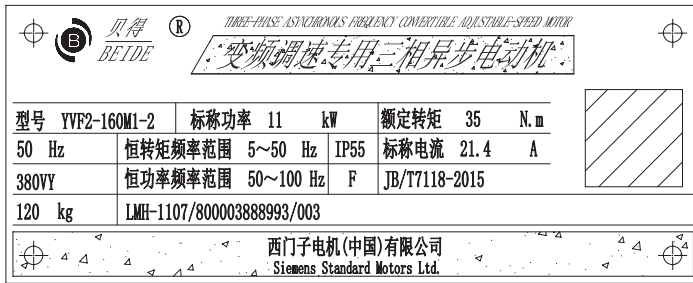 贝得 ® THREE-PHASE ASYNCHRONOUS FREQUENCY CONVERTIBLE ADJUSTABLE-SPEED MOTOR
B BEIDE 变频调速专用三相异步电动机
型号 YVF2-160M1-2 标称功率 11 kW 额定转矩 35 N.m
50 Hz 恒转矩频率范围 5～50 Hz IP55 标称电流 21.4 A
380VY 恒功率频率范围 50～100 Hz F JB/T7118-2015
120 kg LMH-1107/800003888993/003
西门子电机(中国)有限公司
Siemens Standard Motors Ltd.